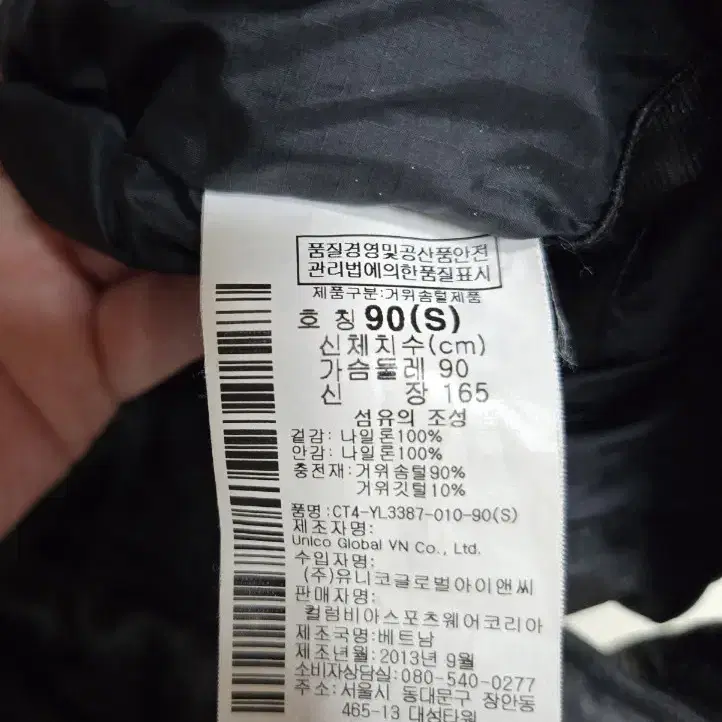 품질경영및공산품안전
관리법에의한품질표시
제품구분:거위솜털제품
호 칭 90(S)
신체치수(cm)
가슴둘레 90
신 장 165
섬유의 조성
겉감: 나일론100%
안감: 나일론100%
충전재: 거위솜털90%
거위깃털10%
품명:CT4-YL3387-010-90(S)
제조자명:
Unico Global VN Co., Ltd.
수입자명:
(주)유니코글로벌아이앤씨
판매자명:
컬럼비아스포츠웨어코리아
제조국명:베트남
제조년월:2013년 9월
소비자상담실:080-540-0277
주소:서울시 동대문구 장안동
465-13 대성타워